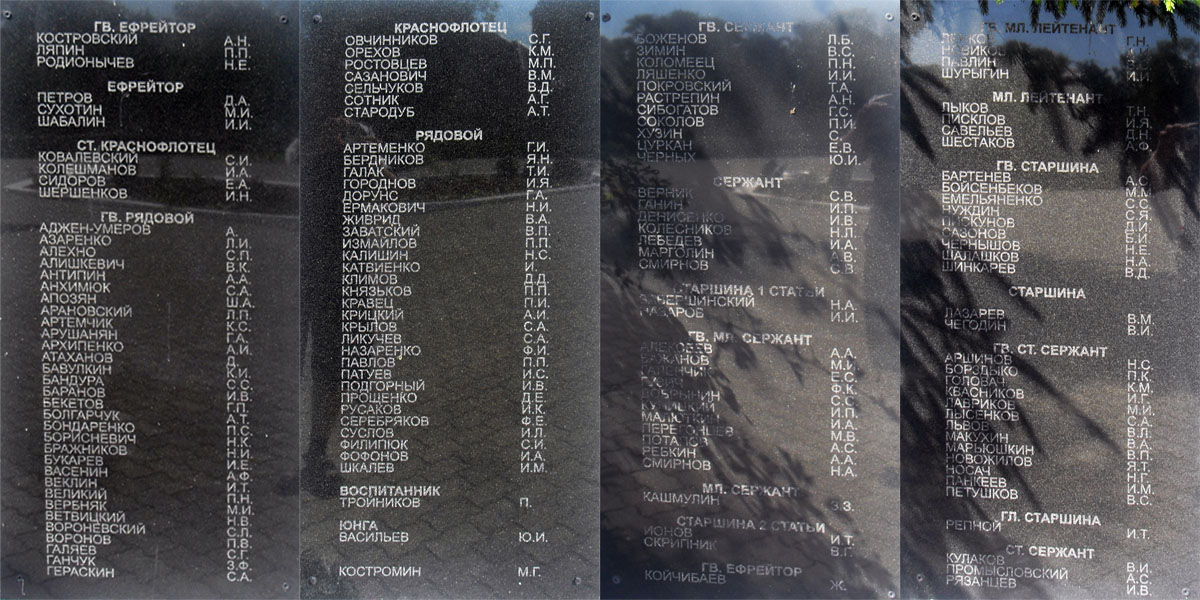 ГВ. ЕФРЕЙТОР
КОСТРОВСКИЙ А.Н.
ЛЯПИН П.П.
РОДИОНЫЧЕВ Н.Е.
ЕФРЕЙТОР
ПЕТРОВ Д.А.
СУХОТИН М.И.
ШАБАЛИН И.И.
СТ. КРАСНОФЛОТЕЦ
КОВАЛЕВСКИЙ С.И.
КОЛЕШМАНОВ И.А.
СИДОРОВ Е.А.
ШЕРШЕНКОВ И.Н.
ГВ. РЯДОВОЙ
АДЖЕН-УМЕРОВ А.
АЗАРЕНКО Л.И.
АЛЕХНО С.П.
АЛИШКЕВИЧ В.К.
АНТИПИН А.А.
АНХИМЮК С.А.
АПОЗЯН Ш.А.
АРАНОВСКИЙ Л.П.
АРТЕМЧИК К.С.
АРУШАНЯН Г.А.
АРХИПЕНКО А.И.
АТАХАНОВ Д.
БАВУЛКИН К.И.
БАНДУРА С.С.
БАРАНОВ И.В.
БЕКЕТОВ Г.П.
БОЛГАРЧУК А.Т.
БОНДАРЕНКО П.С.
БОРИСНЕВИЧ Н.К.
БРАЖНИКОВ Н.И.
БУКАРЕВ И.Е.
ВАСЕНИН А.Ф.
ВЕКЛИН И.Т.
ВЕЛИКИЙ П.Н.
ВЕРБНЯК М.И.
ВЕТВИЦКИЙ Н.В.
ВОРОНЕВСКИЙ С.Л.
ВОРОНОВ П.В.
ГАЛЯЕВ С.Г.
ГАНЧУК З.Ф.
ГЕРАСКИН С.А.
КРАСНОФЛОТЕЦ
ОВЧИННИКОВ С.Г.
ОРЕХОВ К.М.
РОСТОВЦЕВ М.П.
САЗАНОВИЧ В.М.
СЕЛЬЧУКОВ В.Д.
СОТНИК А.Г.
СТАРОДУБ А.Т.
РЯДОВОЙ
АРТЕМЕНКО Г.И.
БЕРДНИКОВ Я.Н.
ГАЛАК Т.И.
ГОРОДНОВ И.Я.
ДОРУНС Г.А.
ЕРМАКОВИЧ Н.И.
ЖИВРИД В.А.
ЗАВАТСКИЙ В.П.
ИЗМАЙЛОВ П.П.
КАЛИШИН Н.С.
КАТВИЕНКО И.
КЛИМОВ Д.Д.
КНЯЗЬКОВ П.П.
КРАВЕЦ П.И.
КРИЦКИЙ А.И.
КРЫЛОВ С.А.
ЛИКУЧЕВ Г.А.
НАЗАРЕНКО Ф.И.
ПАВЛОВ П.П.
ПАТУЕВ И.С.
ПОДГОРНЫЙ И.В.
ПРОЩЕНКО Д.Е.
РУСАКОВ И.К.
СЕРЕБРЯКОВ Ф.Е.
СУСЛОВ И.Л.
ФИЛИПЮК С.И.
ФОФОНОВ И.А.
ШКАЛЕВ И.М.
ВОСПИТАННИК
ТРОЙНИКОВ П.
ЮНГА
ВАСИЛЬЕВ Ю.И.
КОСТРОМИН М.Г.
ГВ. СЕРЖАНТ
БОЖЕНОВ Л.Б.
ЗИМИН В.С.
КОЛОМЕЕЦ П.Н.
ЛЯШЕНКО И.И.
ПОКРОВСКИЙ Т.А.
РАСТРЕПИН А.Н.
СИБОГАТОВ Г.С.
СОКОЛОВ П.И.
ХУЗИН С.
ЦУРКАН Е.В.
ЧЕРНЫХ Ю.И.
СЕРЖАНТ
ВЕРНИК С.В.
ГАНИН И.П.
ДЕНИСЕНКО И.В.
КОЛЕСНИКОВ Н.Л.
ЛЕБЕДЕВ И.А.
МАРГОЛИН А.В.
СМИРНОВ С.В.
СТАРШИНА 1 СТАТЬИ
Н.А.
НАЗАРОВ И.И.
ГВ. МЛ. СЕРЖАНТ
АЛЕКСЕЕВ А.А.
М.И.
Е.С.
Ф.К.
С.С.
И.П.
И.А.
М.В.
ПОТАПОВ А.С.
РЕБКИН А.А.
СМИРНОВ Н.А.
МЛ. СЕРЖАНТ
КАШМУЛИН З.З.
СТАРШИНА 2 СТАТЬИ
ИОНОВ И.Т.
СКРИПНИК В.Г.
ГВ. ЕФРЕЙТОР
КОЙЧИБАЕВ Ж.
ГВ. МЛ. ЛЕЙТЕНАНТ
Г.Н.
НОВИКОВ
ПАВЛИН
ШУРЫГИН И.И.
МЛ. ЛЕЙТЕНАНТ
ЛЫКОВ Т.Н.
ПИСКЛОВ И.Я.
САВЕЛЬЕВ Д.Н.
ШЕСТАКОВ А.Ф.
ГВ. СТАРШИНА
БАРТЕНЕВ А.С.
БОЙСЕНБЕКОВ М.М.
ЕМЕЛЬЯНЕНКО С.С.
НУЖДИН С.Я.
ПИСКУНОВ Д.И.
САЗОНОВ Б.И.
ЧЕРНЫШОВ Н.Е.
ШАЛАШКОВ Н.А.
ШИНКАРЕВ В.Д.
СТАРШИНА
ЛАЗАРЕВ В.М.
ЧЕГОДИН В.И.
ГВ. СТ. СЕРЖАНТ
АРШИНОВ Н.С.
БОРЗДЫКО П.К.
ГОЛОВАЧ К.М.
КВАСНИКОВ И.Г.
ЛАВРИКОВ М.И.
ЛЫСЕНКОВ С.А.
ЛЬВОВ В.Л.
МАКУХИН В.А.
МАРЬЮШКИН В.П.
НОВОЖИЛОВ Я.Т.
НОСАЧ Н.Г.
ПАНКЕЕВ И.М.
ПЕТУШКОВ В.С.
ГЛ. СТАРШИНА
РЕПНОЙ И.Т.
СТ. СЕРЖАНТ
КУЛАКОВ В.И.
ПРОМЫСЛОВСКИЙ А.С.
РЯЗАНЦЕВ И.В.